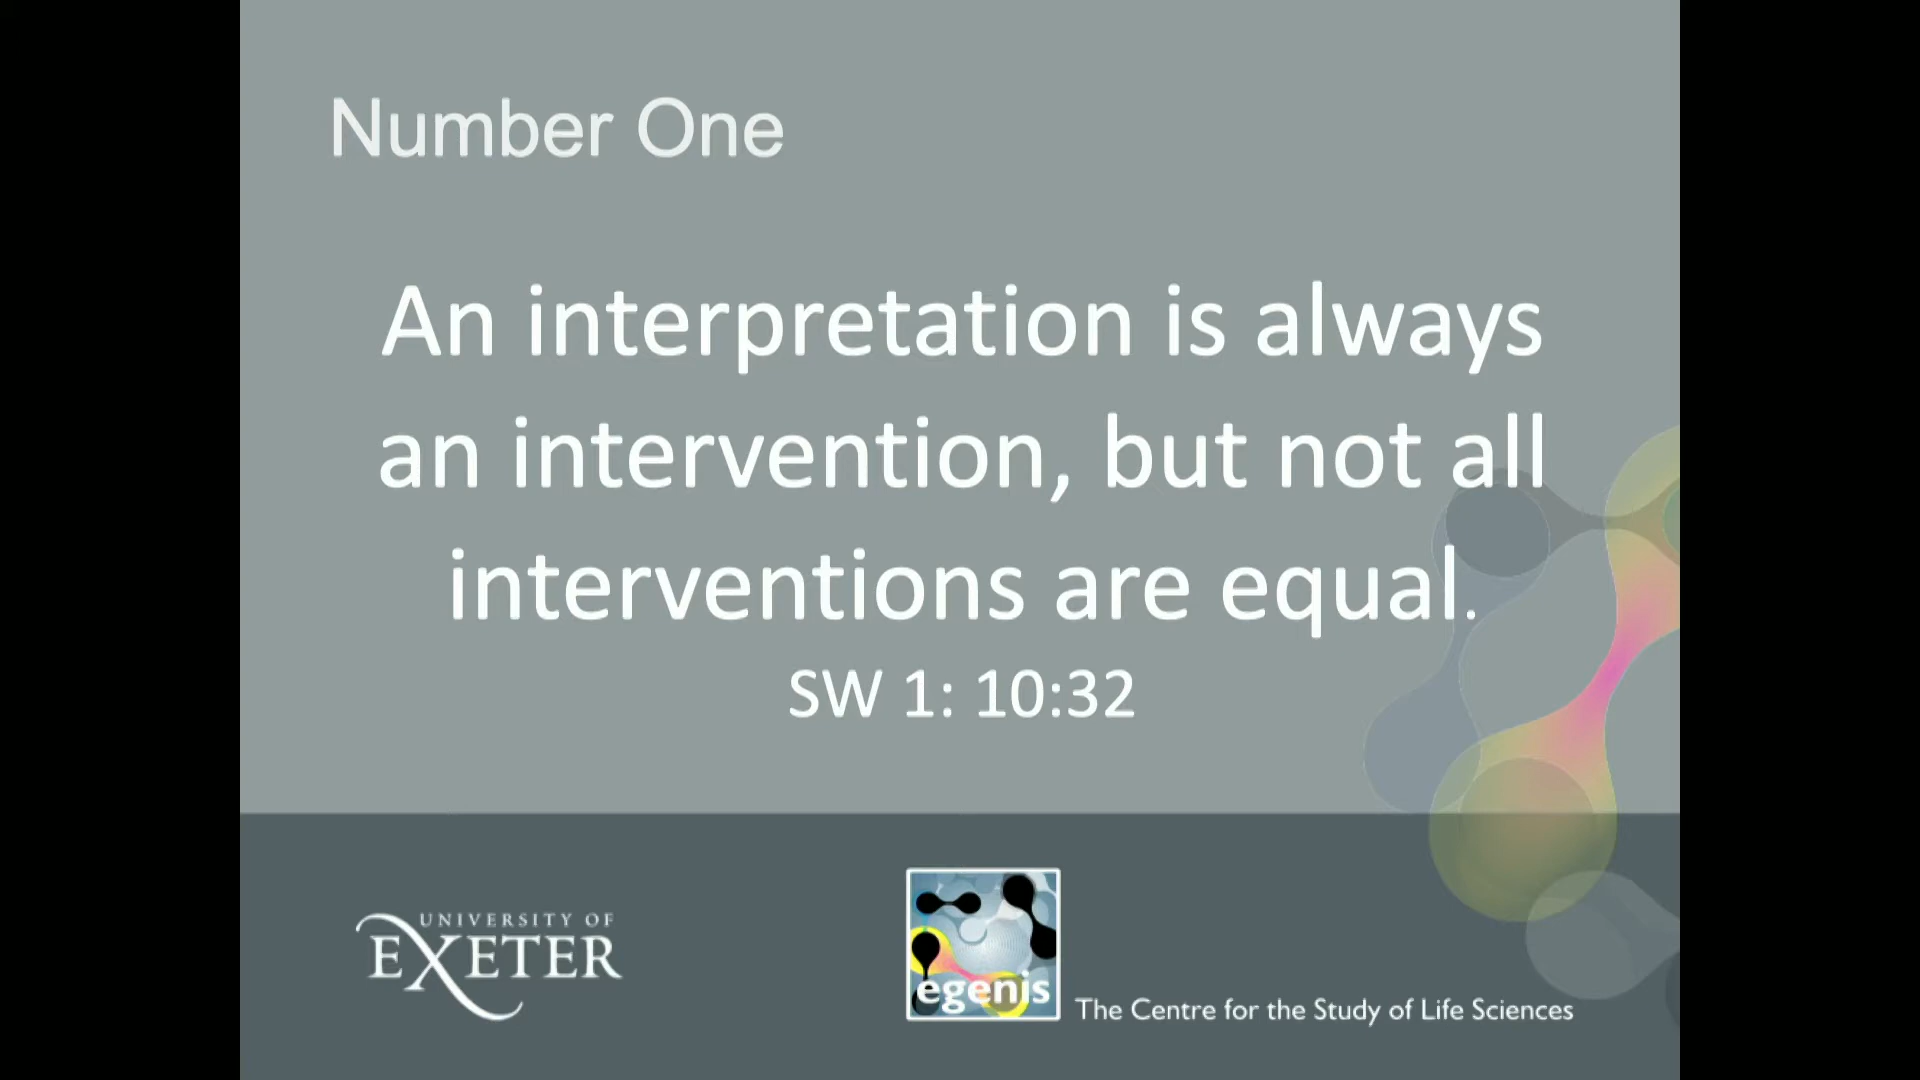 Number One
An interpretation is always
an intervention, but not all
interventions are equal.
SW 1: 10:32
UNIVERSITY OF
EXETER
egenis
The Centre for the Study of Life Sciences